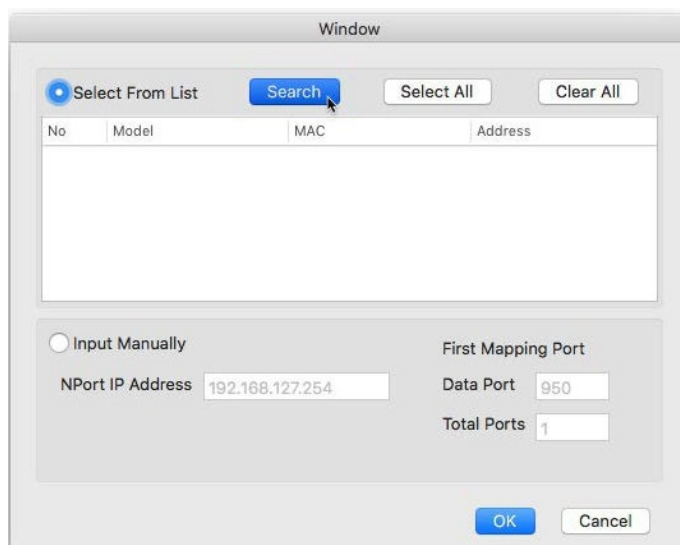 Window
Select From List Search Select All Clear All
No Model MAC Address
Input Manually
First Mapping Port
NPort IP Address 192.168.127.254 Data Port 950
Total Ports 1
OK Cancel